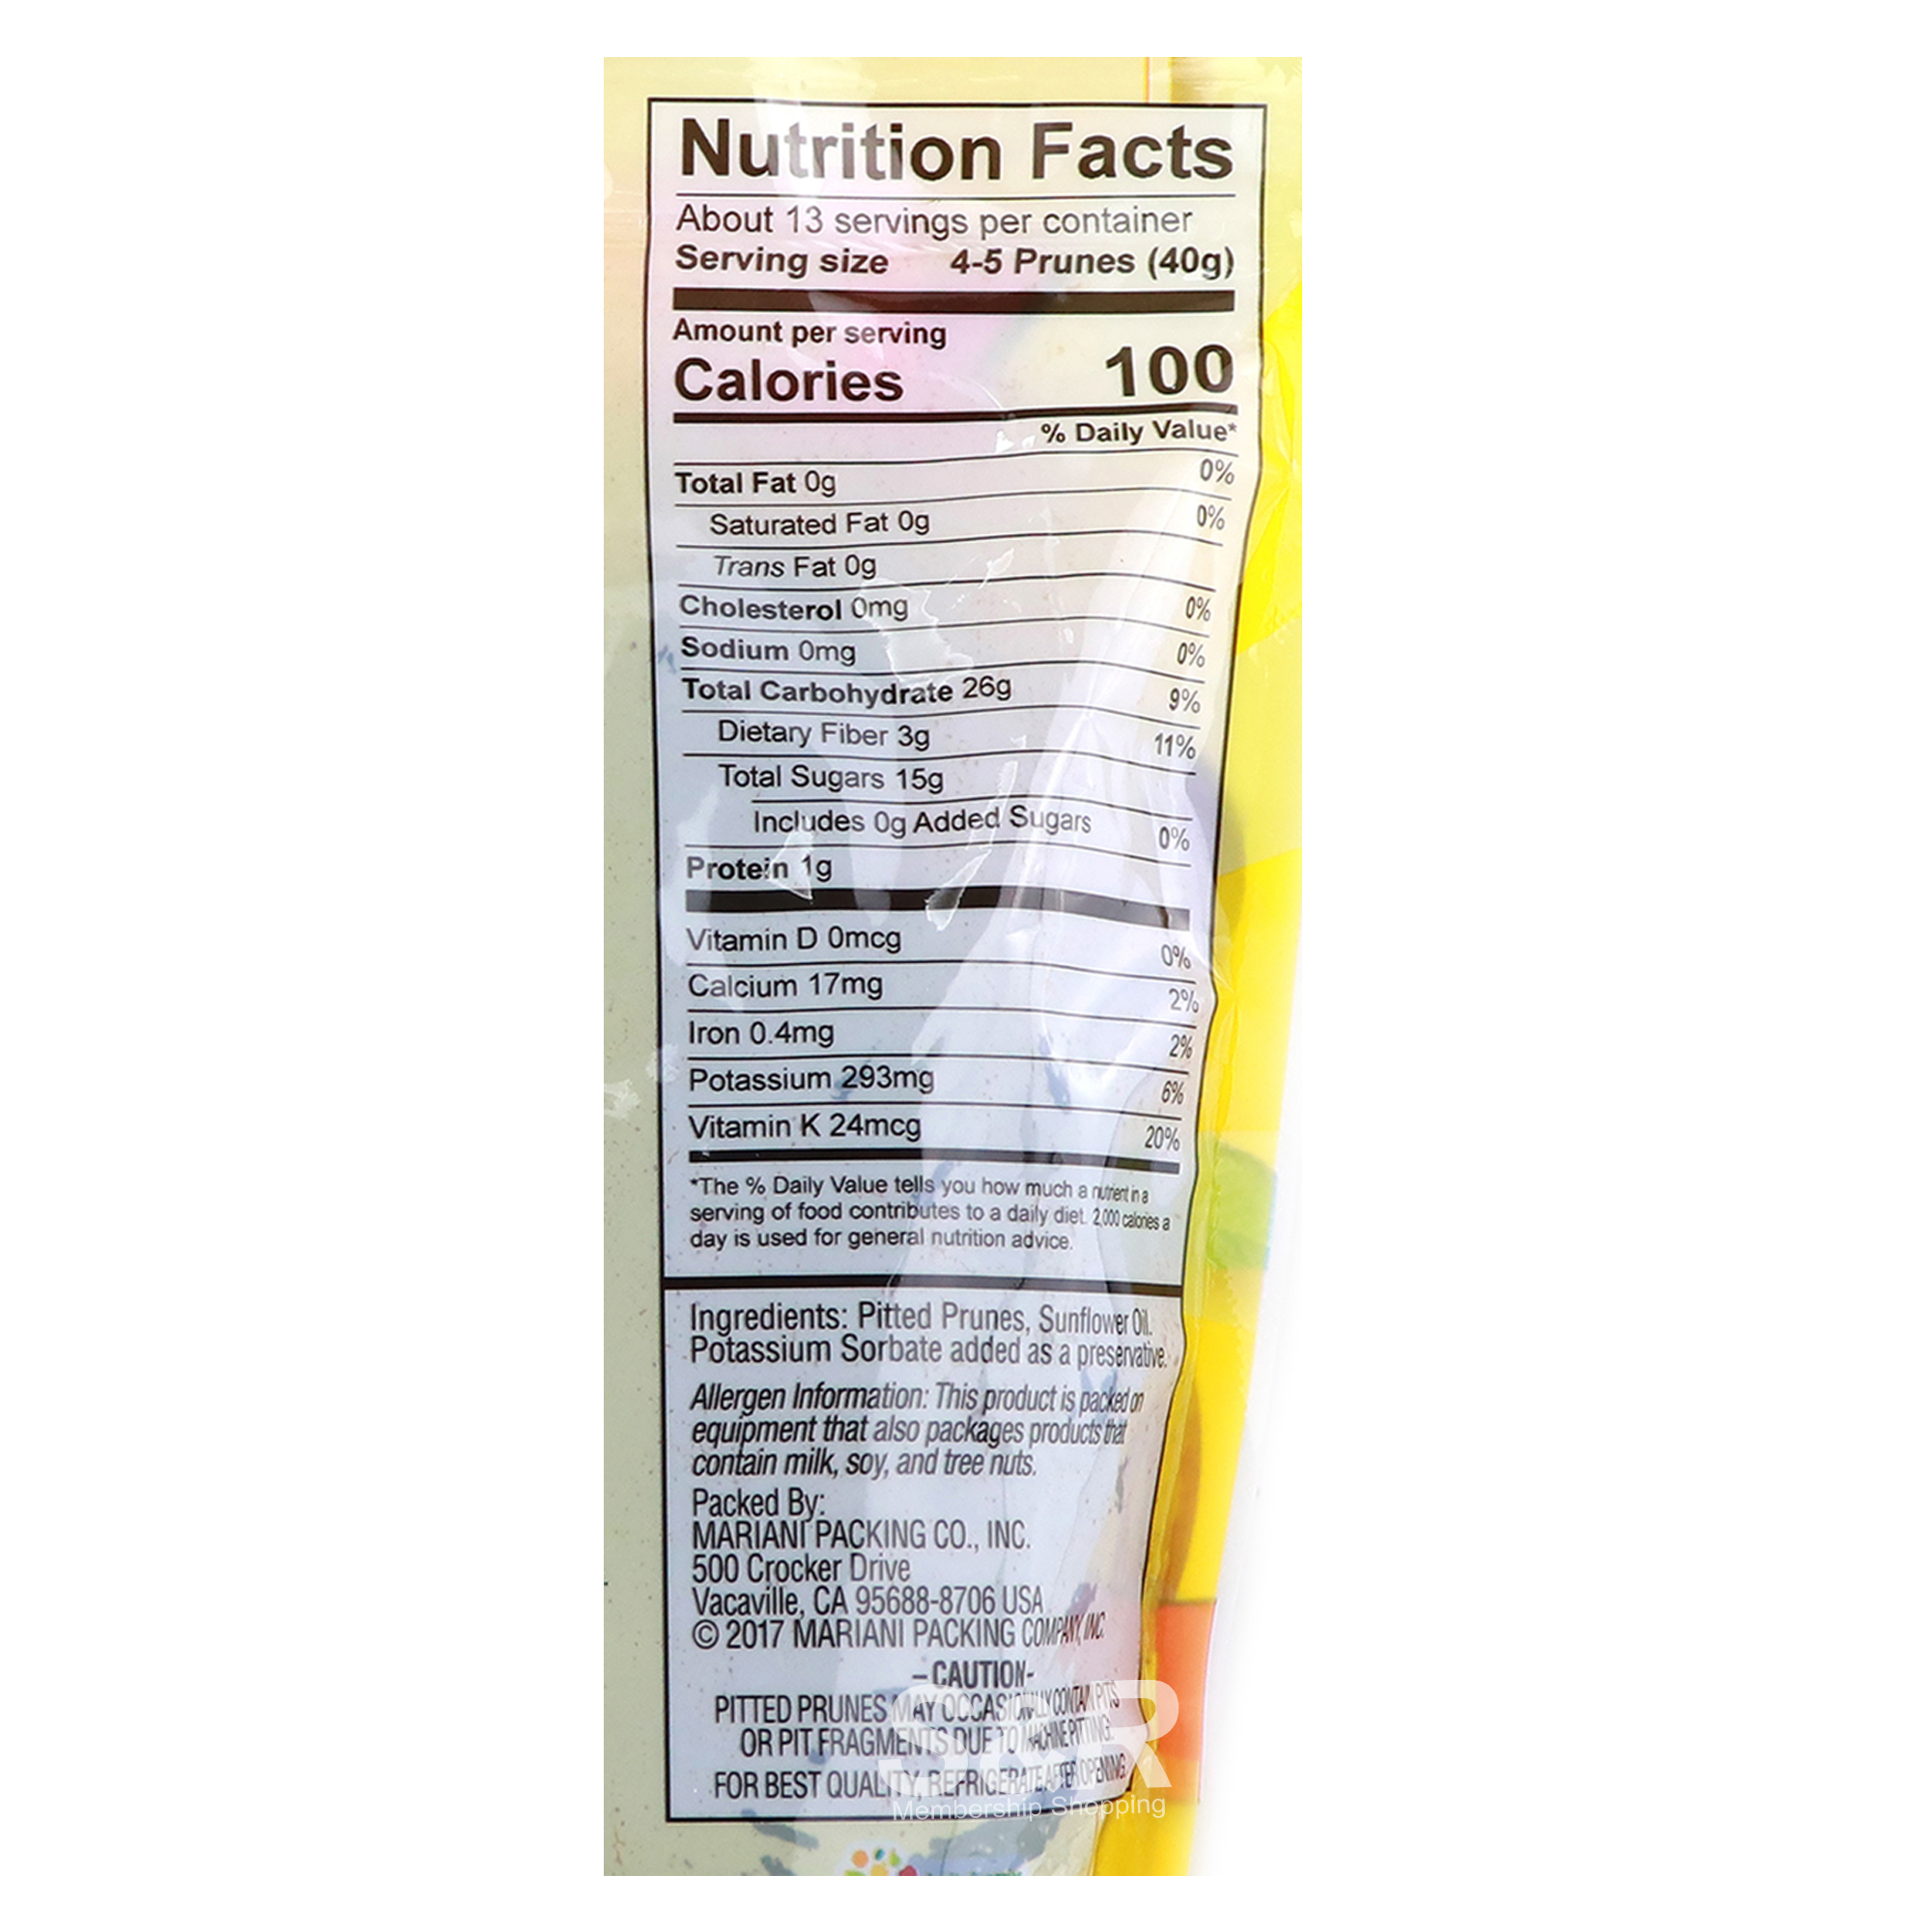 Nutrition Facts
About 13 servings per container
Serving size 4-5 Prunes (40g)
Amount per serving
Calories 100
% Daily Value*
Total Fat 0g 0%
Saturated Fat 0g 0%
Trans Fat 0g
Cholesterol 0mg 0%
Sodium 0mg 0%
Total Carbohydrate 26g 9%
Dietary Fiber 3g 11%
Total Sugars 15g
Includes 0g Added Sugars 0%
Protein 1g
Vitamin D 0mcg 0%
Calcium 17mg 2%
Iron 0.4mg 2%
Potassium 293mg 6%
Vitamin K 24mcg 20%
*The % Daily Value tells you how much a nutrient in a
serving of food contributes to a daily diet. 2,000 calories a
day is used for general nutrition advice.
Ingredients: Pitted Prunes, Sunflower Oil.
Potassium Sorbate added as a preservative.
Allergen Information: This product is packed on
equipment that also packages products that
contain milk, soy, and tree nuts.
Packed By:
MARIANI PACKING CO., INC.
500 Crocker Drive
Vacaville, CA 95688-8706 USA
© 2017 MARIANI PACKING COMPANY, INC.
–CAUTION-
PITTED PRUNES MAY OCCASIONALLY CONTAIN PITS
OR PIT FRAGMENTS DUE TO MACHINE PITTING.
FOR BEST QUALITY, REFRIGERATE AFTER OPENING.
S&R
Membership Shopping